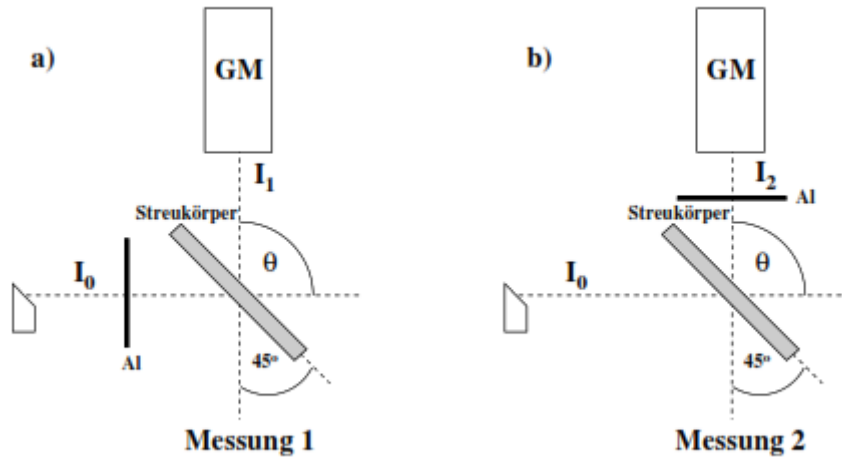 a)
GM
I₁
Streukörper
I₀
θ
Al
45°
Messung 1
b)
GM
I₂
Al
Streukörper
I₀
θ
45°
Messung 2